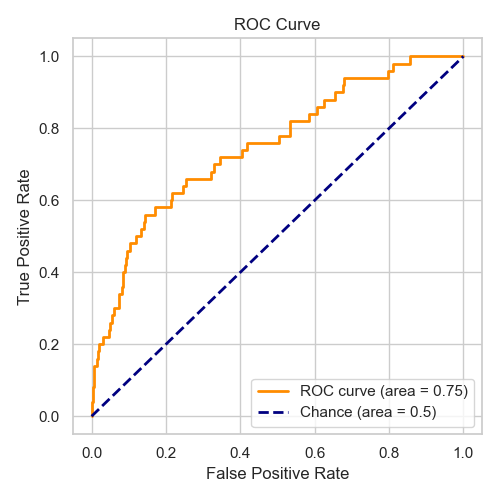 ROC Curve
1.0
0.8
0.6
0.4
0.2
0.0
True Positive Rate
ROC curve (area = 0.75)
Chance (area = 0.5)
0.0 0.2 0.4 0.6 0.8 1.0
False Positive Rate